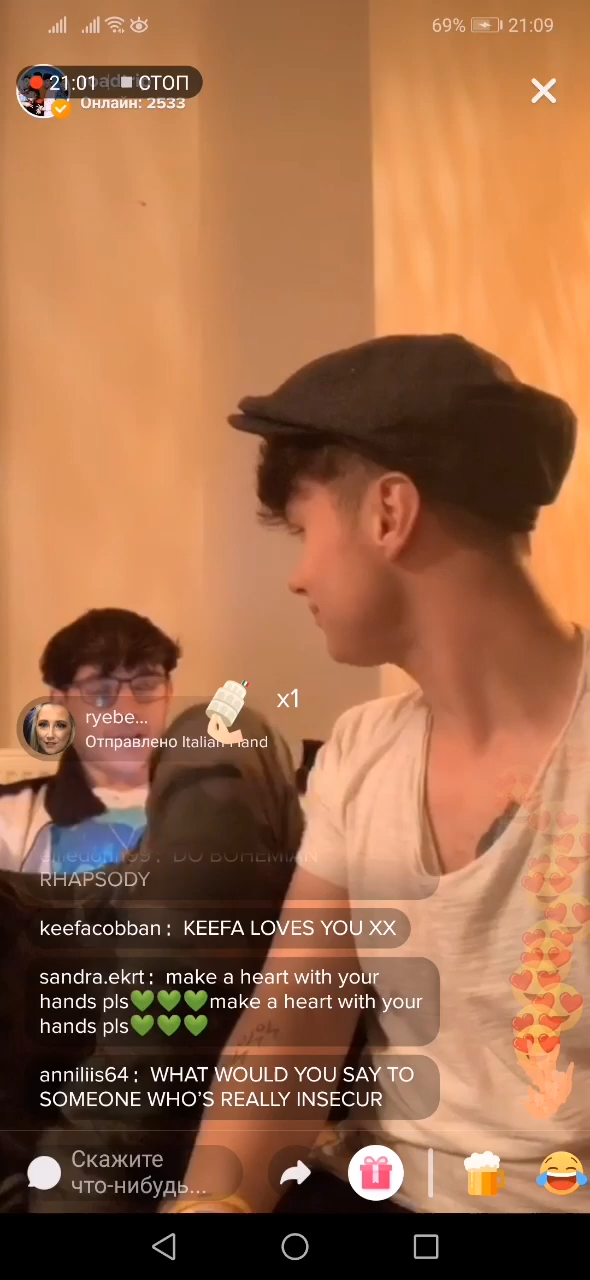 69% 21:09
21:01 СТОП
Онлайн: 2533
x1
ryebe...
Отправлено Italian Hand
DO BOHEMIAN
RHAPSODY
keefacobban : KEEFA LOVES YOU XX
sandra.ekrt : make a heart with your
hands pls💚💚💚make a heart with your
hands pls💚💚💚
anniliis64 : WHAT WOULD YOU SAY TO
SOMEONE WHO'S REALLY INSECUR
Скажите
что-нибудь...